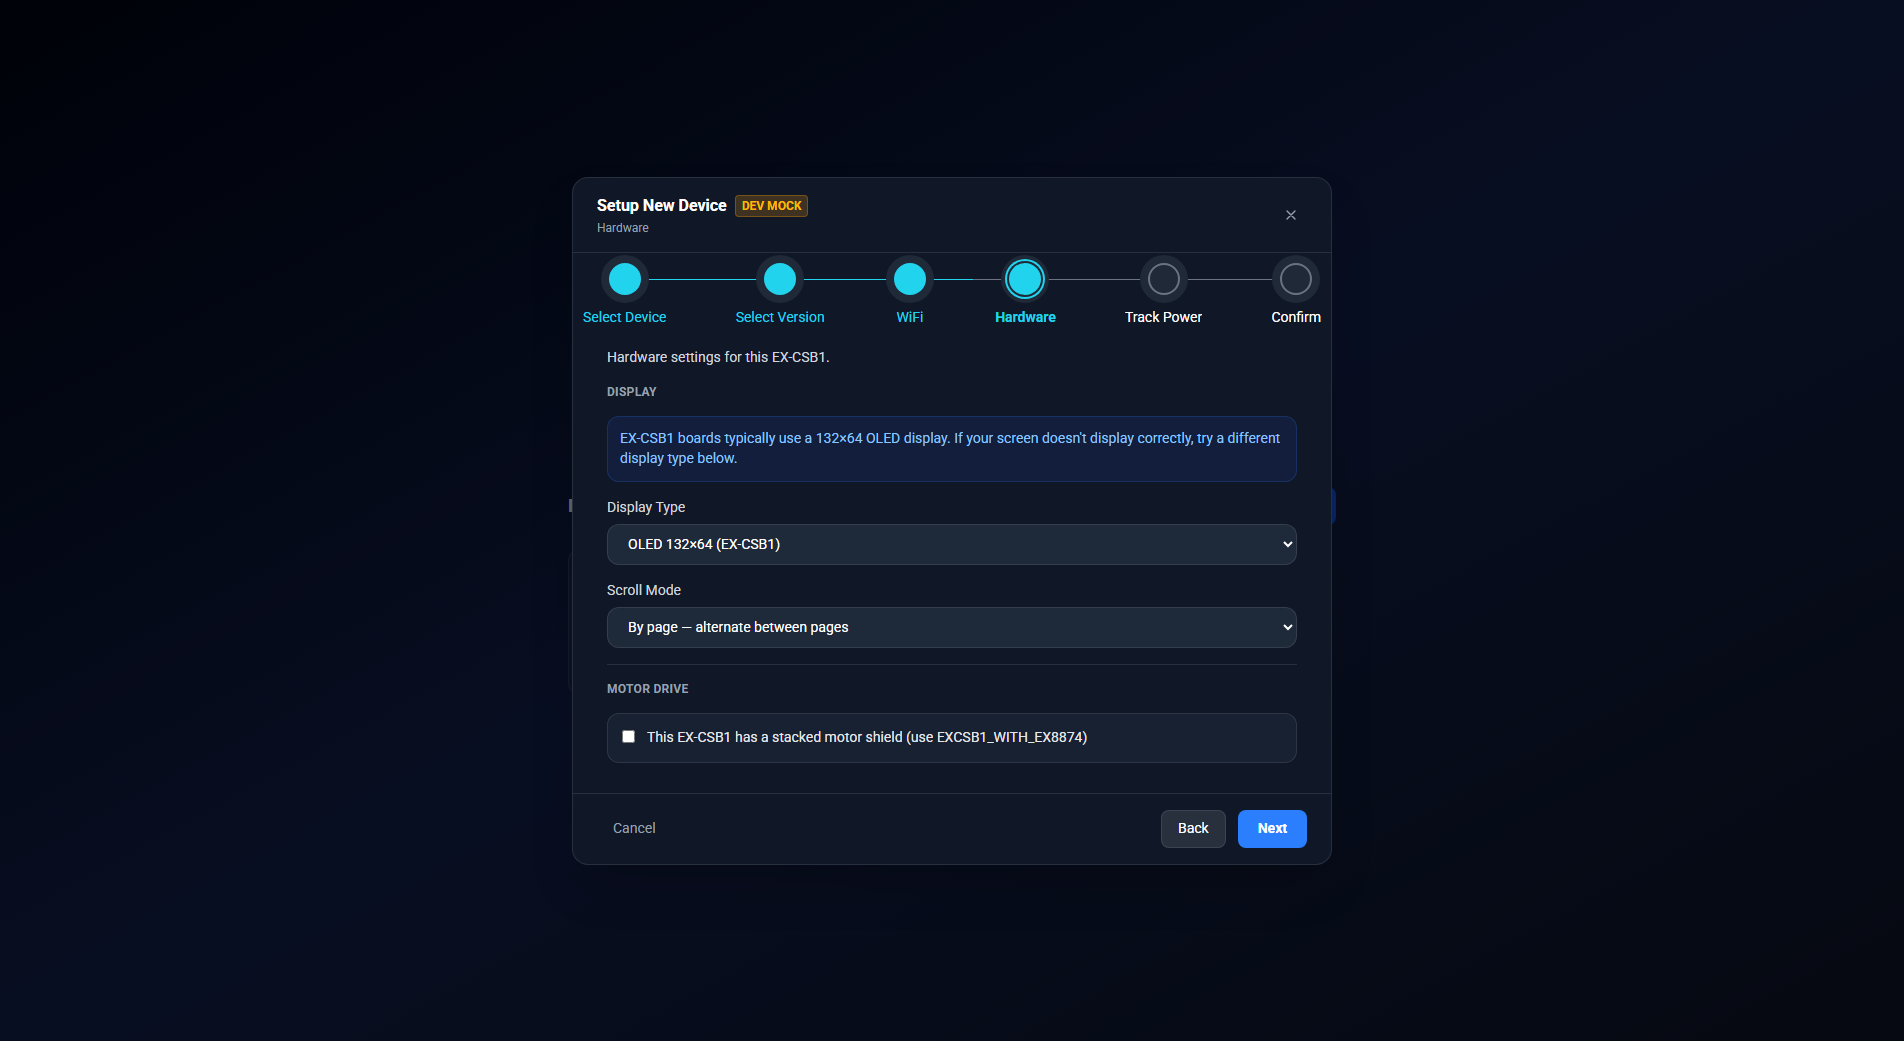 Setup New Device DEV MOCK
Hardware
Select Device Select Version WiFi Hardware Track Power Confirm
Hardware settings for this EX-CSB1.
DISPLAY
EX-CSB1 boards typically use a 132×64 OLED display. If your screen doesn't display correctly, try a different
display type below.
Display Type
OLED 132×64 (EX-CSB1)
Scroll Mode
By page — alternate between pages
MOTOR DRIVE
This EX-CSB1 has a stacked motor shield (use EXCSB1_WITH_EX8874)
Cancel Back Next